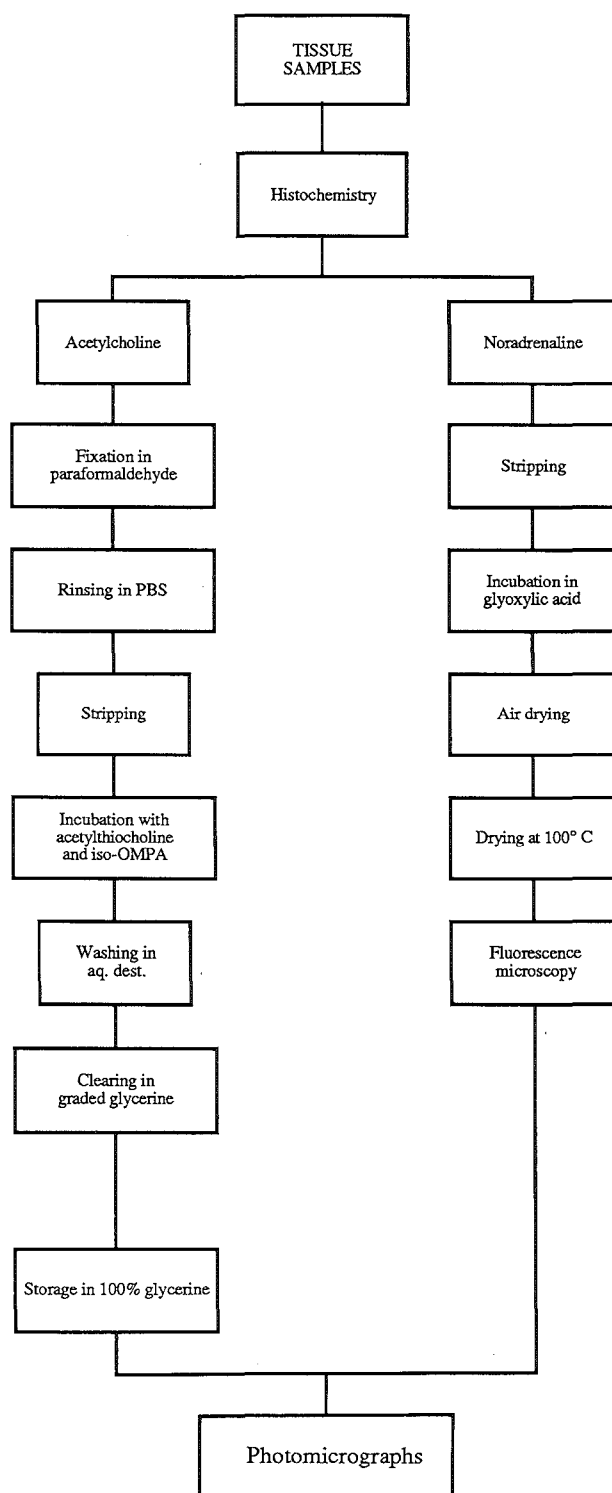 TISSUE
SAMPLES
Histochemistry
Acetylcholine
Fixation in
paraformaldehyde
Rinsing in PBS
Stripping
Incubation with
acetylthiocholine
and iso-OMPA
Washing in
aq. dest.
Clearing in
graded glycerine
Storage in 100% glycerine
Noradrenaline
Stripping
Incubation in
glyoxylic acid
Air drying
Drying at 100° C
Fluorescence
microscopy
Photomicrographs